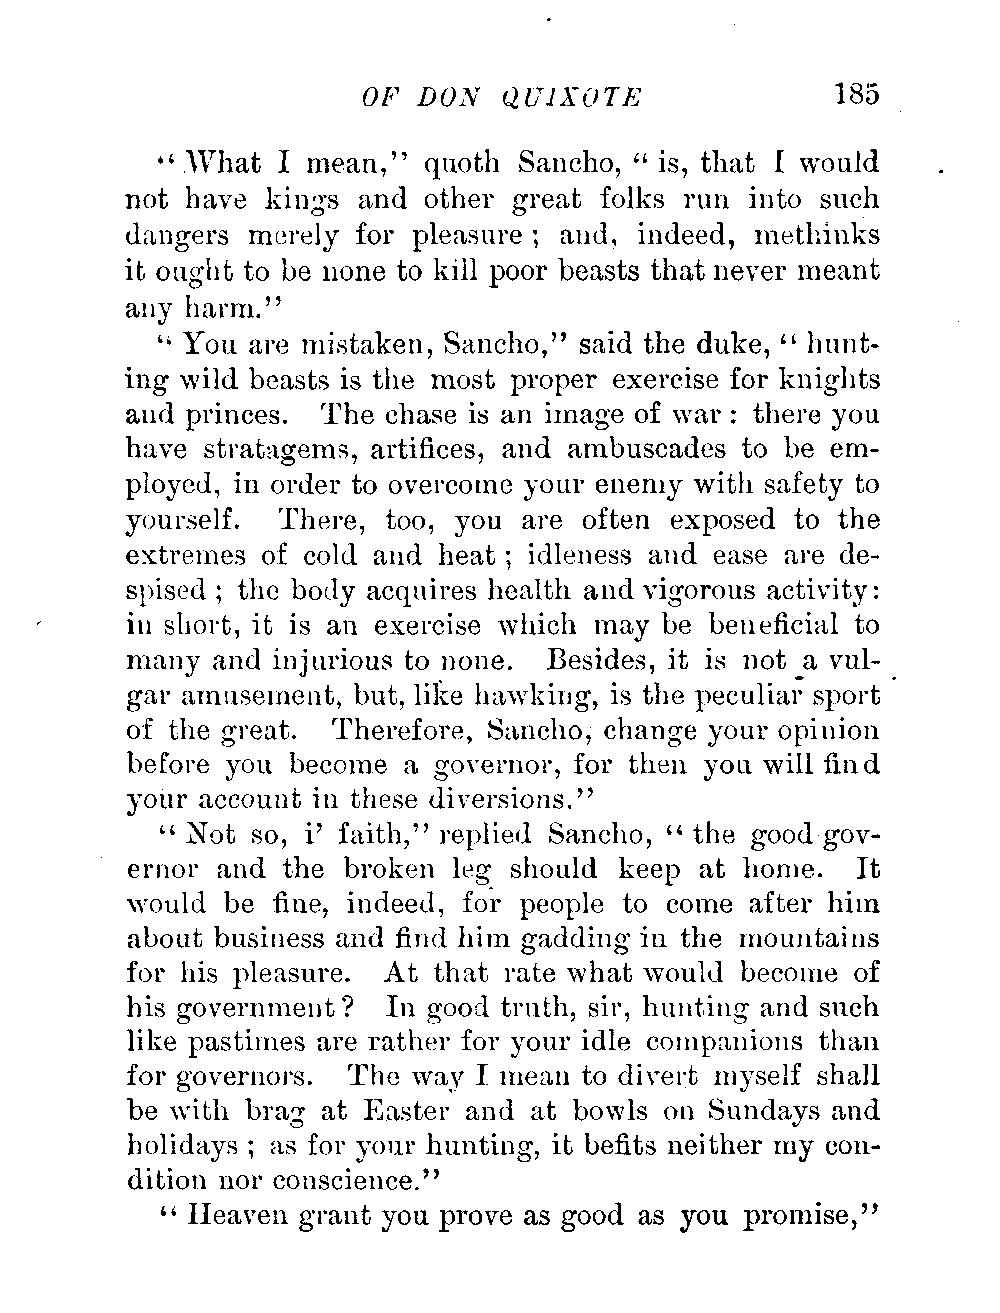 OF DON QUIXOTE 185
“ What I mean,” quoth Sancho, “ is, that I would
not have kings and other great folks run into such
dangers merely for pleasure ; and, indeed, methinks
it ought to be none to kill poor beasts that never meant
any harm.”
“ You are mistaken, Sancho,” said the duke, “ hunt-
ing wild beasts is the most proper exercise for knights
and princes. The chase is an image of war : there you
have stratagems, artifices, and ambuscades to be em-
ployed, in order to overcome your enemy with safety to
yourself. There, too, you are often exposed to the
extremes of cold and heat ; idleness and ease are de-
spised ; the body acquires health and vigorous activity:
in short, it is an exercise which may be beneficial to
many and injurious to none. Besides, it is not a vul-
gar amusement, but, like hawking, is the peculiar sport
of the great. Therefore, Sancho, change your opinion
before you become a governor, for then you will find
your account in these diversions.”
“ Not so, i’ faith,” replied Sancho, “ the good gov-
ernor and the broken leg should keep at home. It
would be fine, indeed, for people to come after him
about business and find him gadding in the mountains
for his pleasure. At that rate what would become of
his government ? In good truth, sir, hunting and such
like pastimes are rather for your idle companions than
for governors. The way I mean to divert myself shall
be with brag at Easter and at bowls on Sundays and
holidays ; as for your hunting, it befits neither my con-
dition nor conscience.”
“ Heaven grant you prove as good as you promise,”